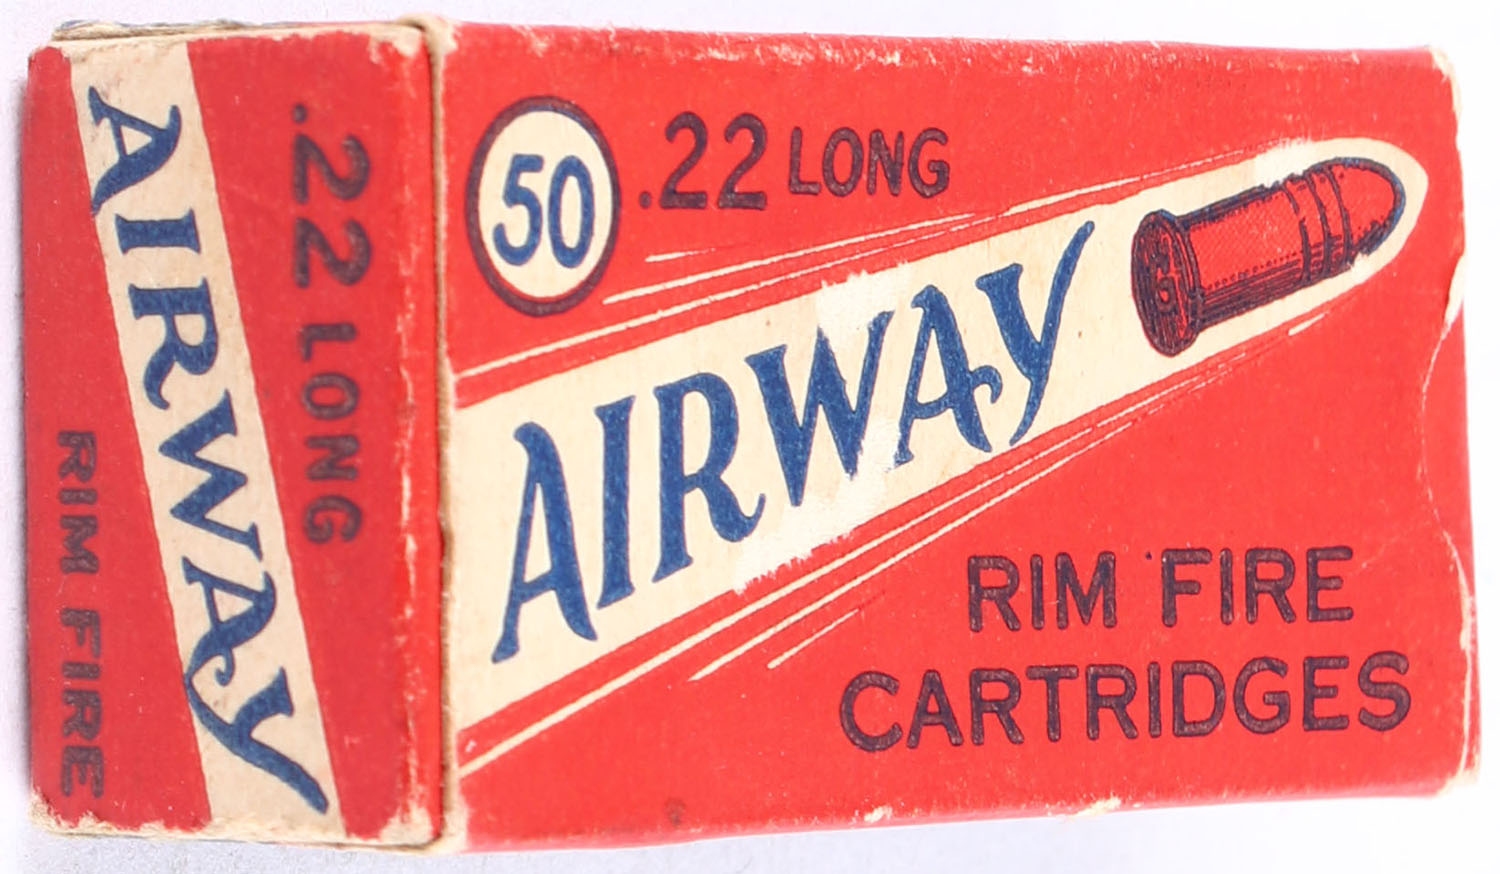 .22 LONG
AIRWAY
RIM FIRE
50
.22 LONG
AIRWAY
RIM FIRE
CARTRIDGES